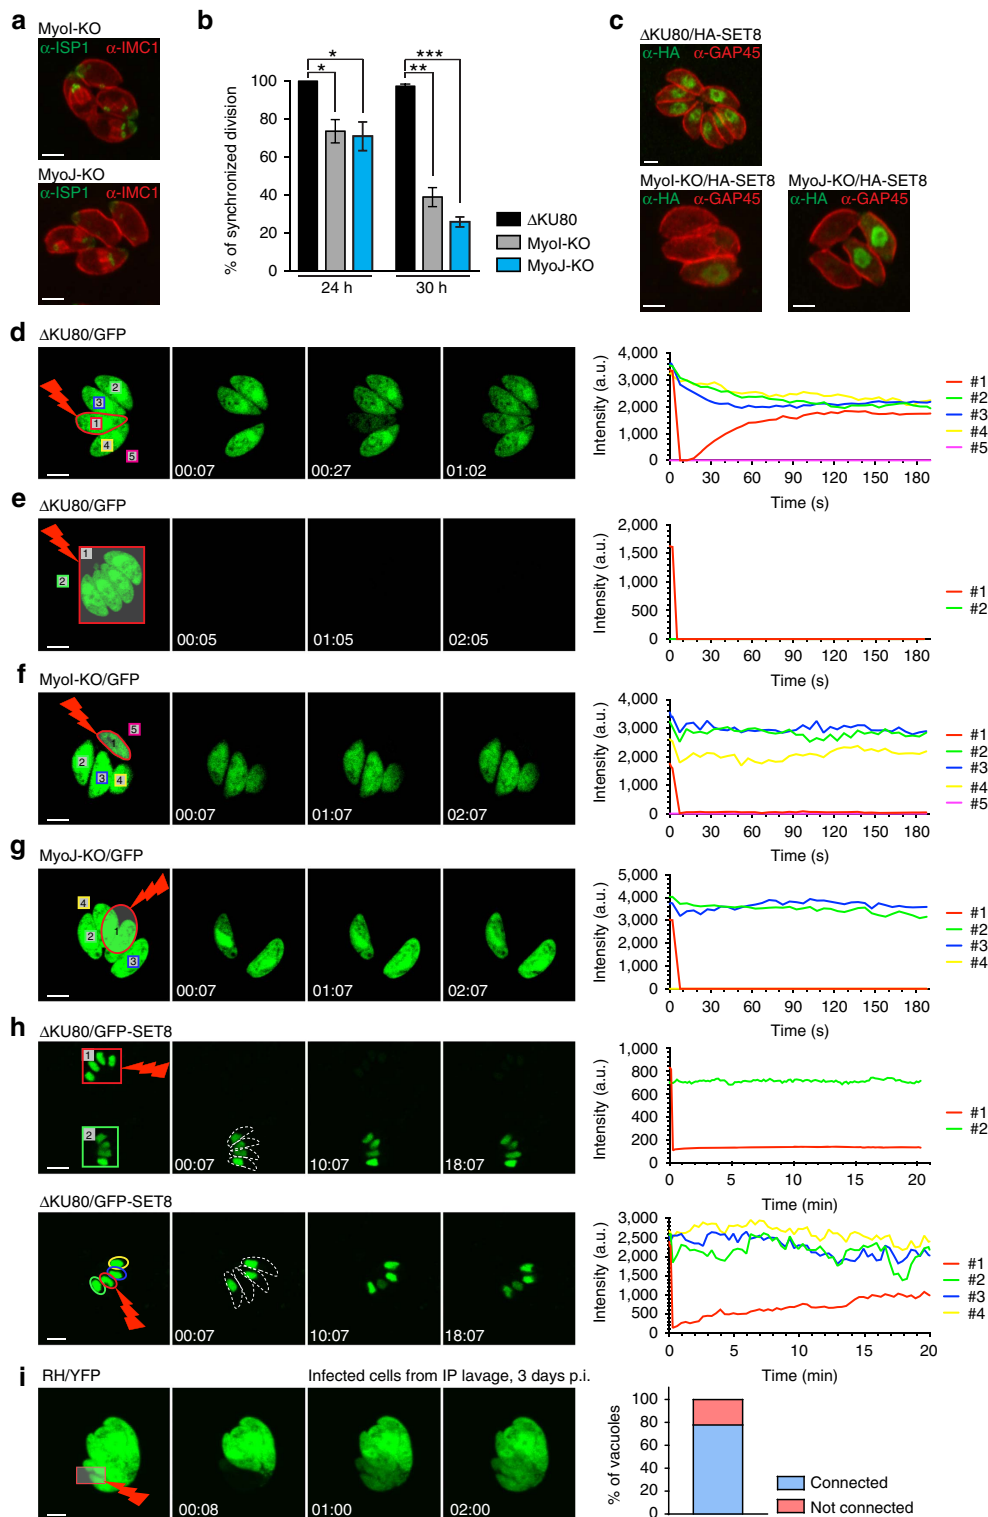 a
MyoI-KO
α-ISP1 α-IMC1
MyoJ-KO
α-ISP1 α-IMC1
b
% of synchronized division
100
80
60
40
20
0
*
*
***
**
24 h
30 h
ΔKU80
MyoI-KO
MyoJ-KO
c
ΔKU80/HA-SET8
α-HA α-GAP45
MyoI-KO/HA-SET8
α-HA α-GAP45
MyoJ-KO/HA-SET8
α-HA α-GAP45
d
ΔKU80/GFP
2
3
1
4
5
00:07
00:27
01:02
Intensity (a.u.)
4,000
3,000
2,000
1,000
0
0 30 60 90 120 150 180
Time (s)
#1
#2
#3
#4
#5
e
ΔKU80/GFP
1
2
00:05
01:05
02:05
Intensity (a.u.)
2,000
1,500
1,000
500
0
0 30 60 90 120 150 180
Time (s)
#1
#2
f
MyoI-KO/GFP
5
1
2
3
4
00:07
01:07
02:07
Intensity (a.u.)
4,000
3,000
2,000
1,000
0
0 30 60 90 120 150 180
Time (s)
#1
#2
#3
#4
#5
g
MyoJ-KO/GFP
4
2
1
3
00:07
01:07
02:07
Intensity (a.u.)
5,000
4,000
3,000
2,000
1,000
0
0 30 60 90 120 150 180
Time (s)
#1
#2
#3
#4
h
ΔKU80/GFP-SET8
1
2
00:07
10:07
18:07
Intensity (a.u.)
1,000
800
600
400
200
0
0 5 10 15 20
Time (min)
#1
#2
ΔKU80/GFP-SET8
00:07
10:07
18:07
Intensity (a.u.)
3,000
2,500
2,000
1,500
1,000
500
0
0 5 10 15 20
Time (min)
#1
#2
#3
#4
i
RH/YFP
Infected cells from IP lavage, 3 days p.i.
00:08
01:00
02:00
% of vacuoles
100
80
60
40
20
0
Connected
Not connected